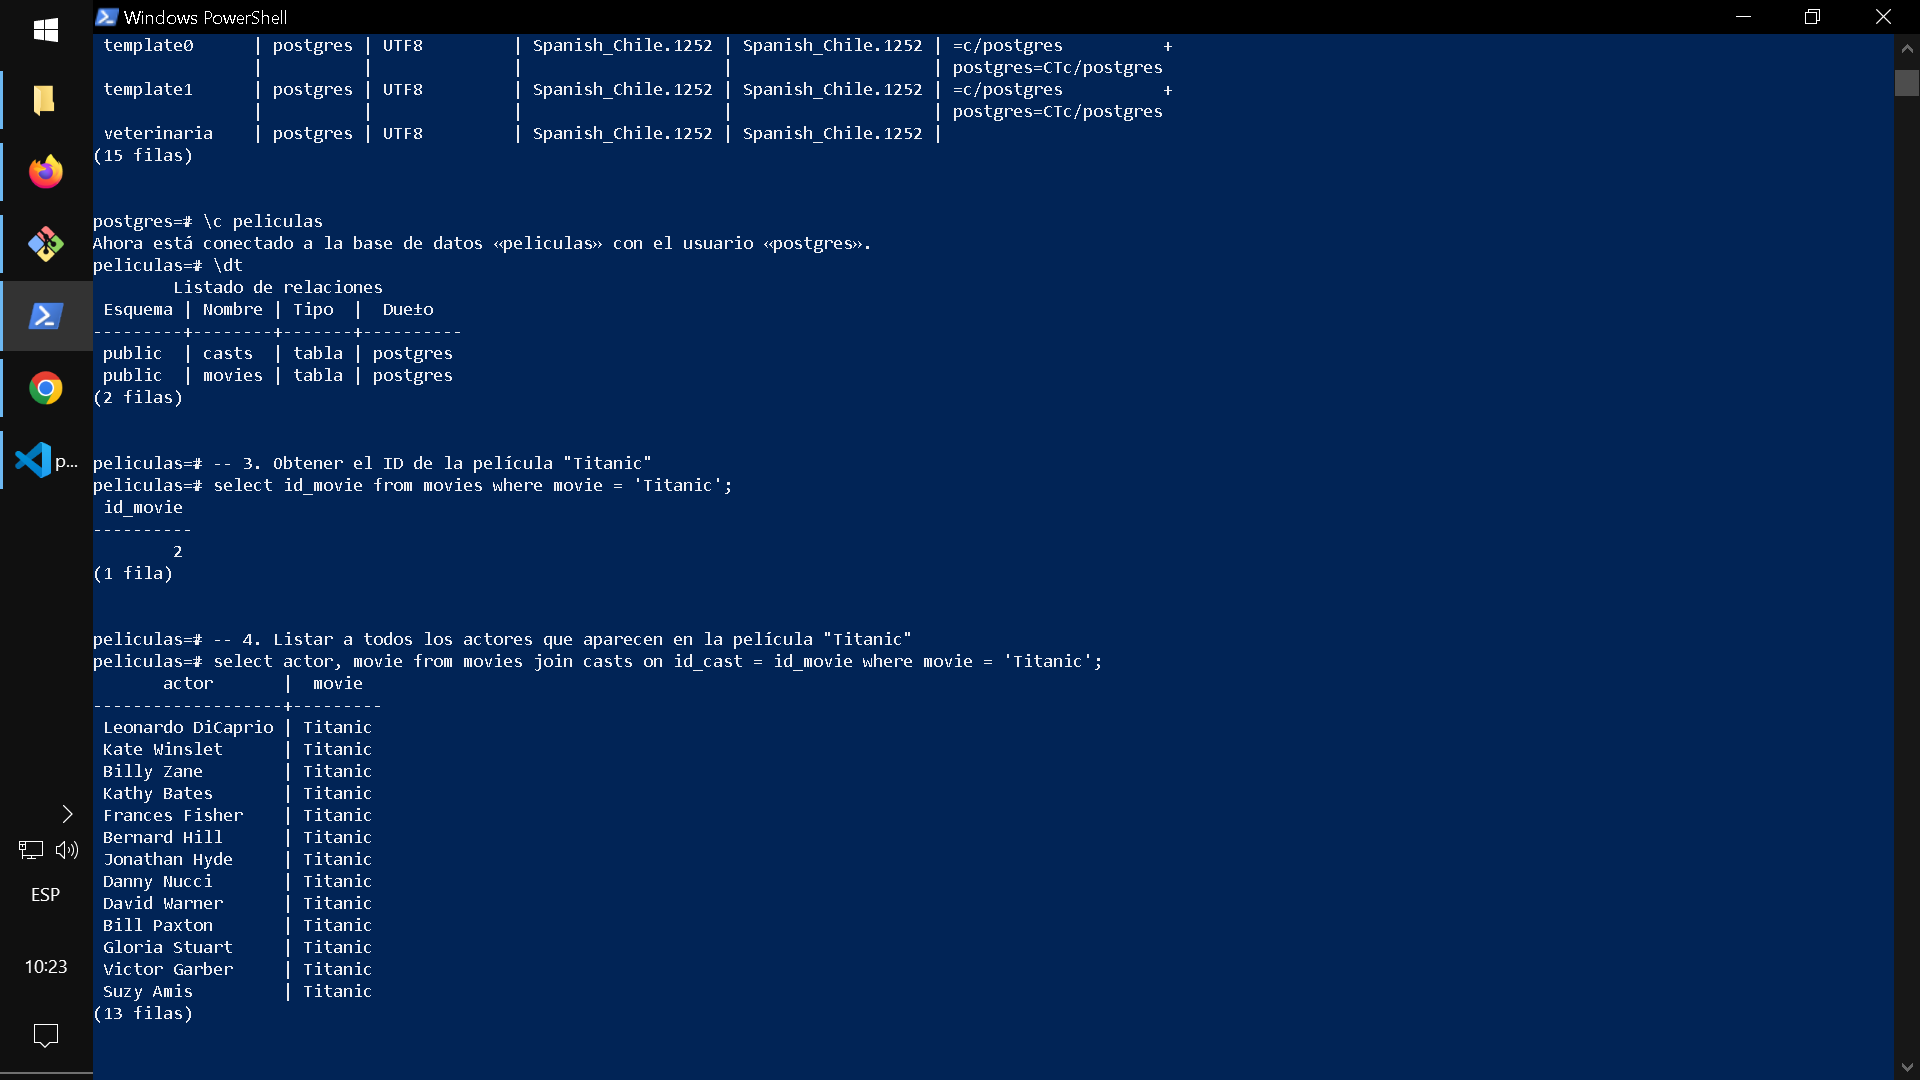 Windows PowerShell
template0      | postgres | UTF8         | Spanish_Chile.1252 | Spanish_Chile.1252 | =c/postgres          +
               |          |              |                    |                    | postgres=CTc/postgres
template1      | postgres | UTF8         | Spanish_Chile.1252 | Spanish_Chile.1252 | =c/postgres          +
               |          |              |                    |                    | postgres=CTc/postgres
veterinaria    | postgres | UTF8         | Spanish_Chile.1252 | Spanish_Chile.1252 |
(15 filas)
postgres=# \c peliculas
Ahora está conectado a la base de datos «peliculas» con el usuario «postgres».
peliculas=# \dt
Listado de relaciones
Esquema | Nombre | Tipo  |  Due±o
---------+--------+-------+----------
public  | casts  | tabla | postgres
public  | movies | tabla | postgres
(2 filas)
peliculas=# -- 3. Obtener el ID de la película "Titanic"
peliculas=# select id_movie from movies where movie = 'Titanic';
id_movie
----------
2
(1 fila)
peliculas=# -- 4. Listar a todos los actores que aparecen en la película "Titanic"
peliculas=# select actor, movie from movies join casts on id_cast = id_movie where movie = 'Titanic';
actor       |  movie
-------------------+---------
Leonardo DiCaprio | Titanic
Kate Winslet      | Titanic
Billy Zane        | Titanic
Kathy Bates       | Titanic
Frances Fisher    | Titanic
Bernard Hill      | Titanic
Jonathan Hyde     | Titanic
Danny Nucci       | Titanic
David Warner      | Titanic
Bill Paxton       | Titanic
Gloria Stuart     | Titanic
Victor Garber     | Titanic
Suzy Amis         | Titanic
(13 filas)
p...
ESP
10:23